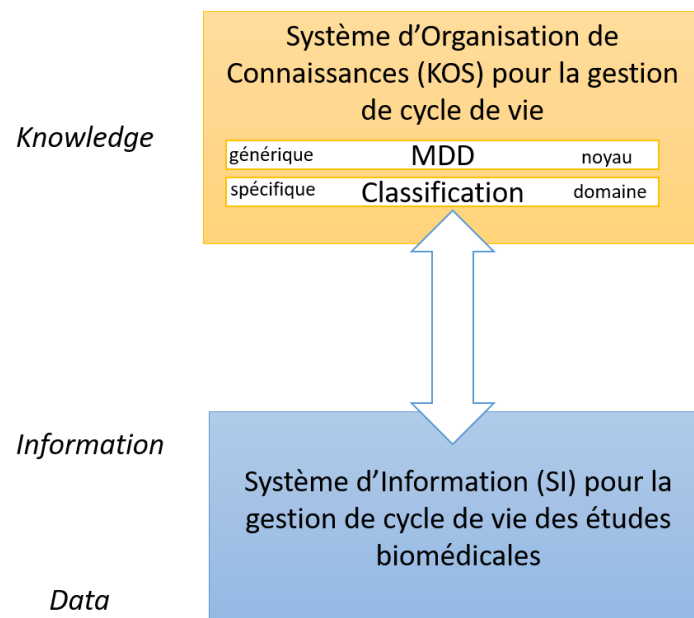 Système d'Organisation de
Connaissances (KOS) pour la gestion
de cycle de vie
Knowledge
générique MDD noyau
spécifique Classification domaine
Information
Système d'Information (SI) pour la
gestion de cycle de vie des études
biomédicales
Data